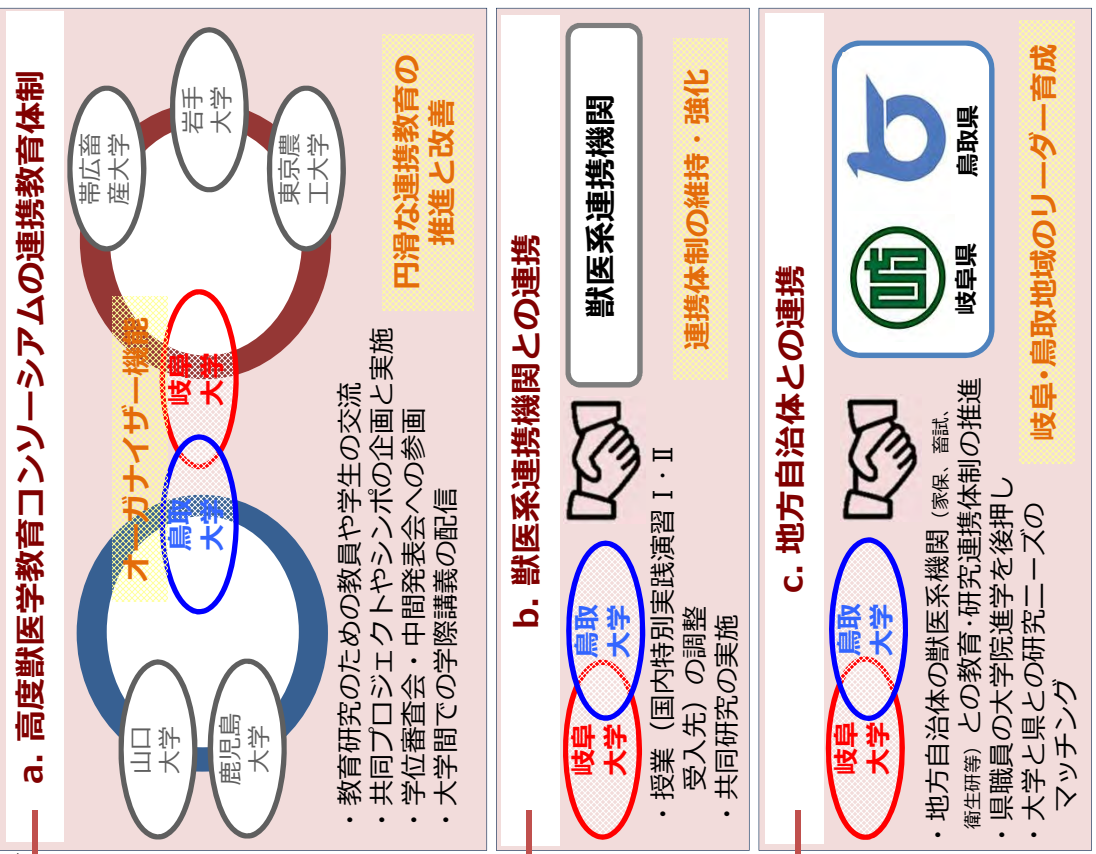 a. 高度獣医学教育コンソーシアムの連携教育体制
オーガナイザー機能
山口
大学
鹿児島
大学
鳥取
大学
岐阜
大学
帯広畜
産大学
岩手
大学
東京農
工大学
・教育研究のための教員や学生の交流
・共同プロジェクトやシンポの企画と実施
・学位審査会・中間発表会への参画
・大学間での学際講義の配信
円滑な連携教育の
推進と改善
b. 獣医系連携機関との連携
岐阜
大学
鳥取
大学
獣医系連携機関
・授業（国内特別実践演習Ⅰ・Ⅱ
受入先）の調整
・共同研究の実施
連携体制の維持・強化
c. 地方自治体との連携
岐阜
大学
鳥取
大学
岐阜県
鳥取県
・地方自治体の獣医系機関（家保、畜試、
衛生研等）との教育・研究連携体制の推進
・県職員の大学院進学を後押し
・大学と県との研究ニーズの
マッチング
岐阜・鳥取地域のリーダー育成